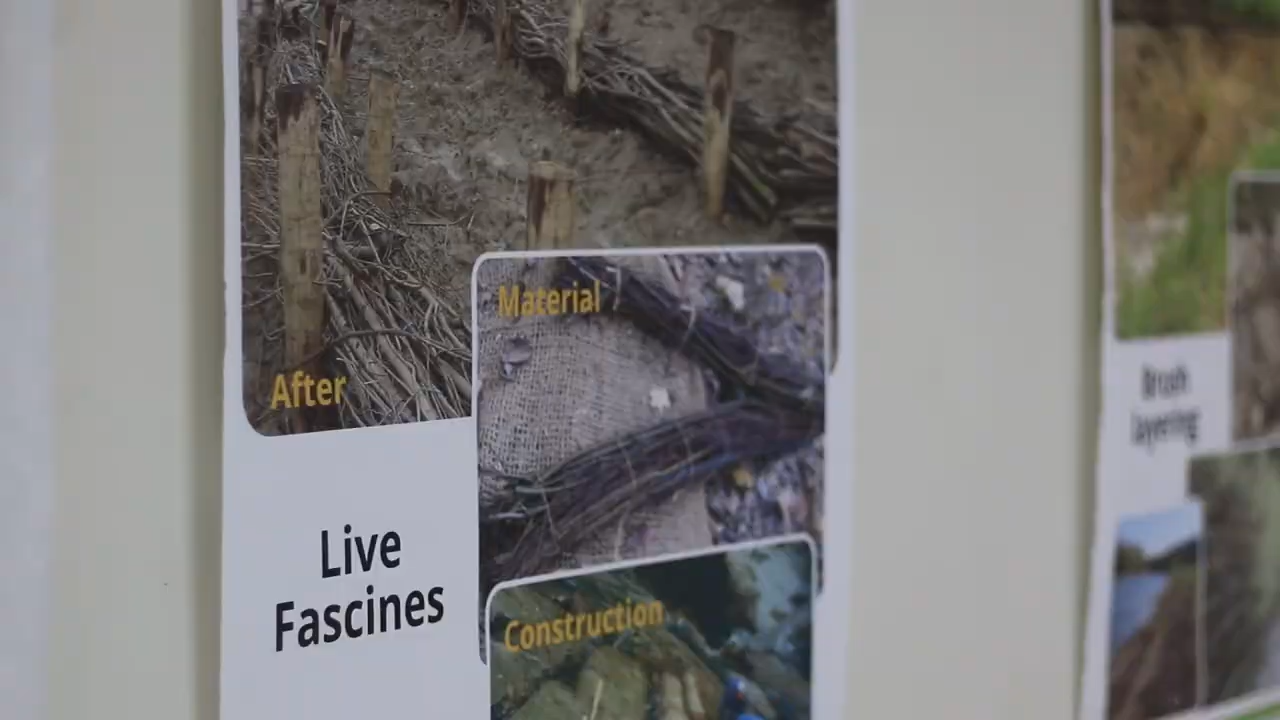 After
Material
Live
Fascines
Construction
Brush
layering